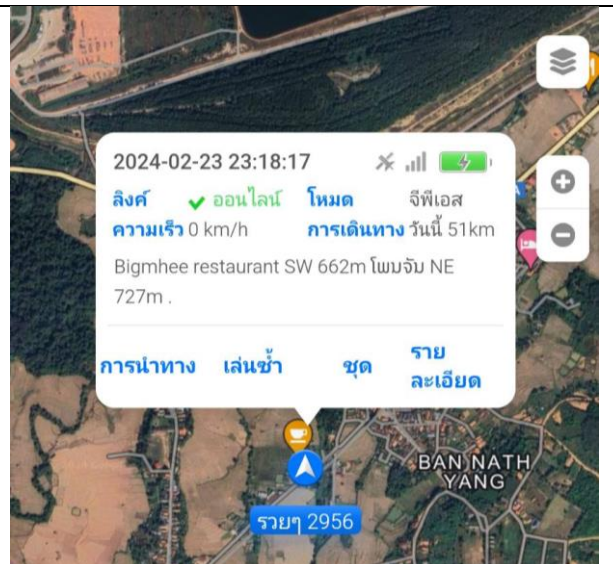 2024-02-23 23:18:17
ลิงค์ ออนไลน์ โหมด จีพีเอส
ความเร็ว 0 km/h การเดินทาง วันนี้ 51km
Bigmhee restaurant SW 662m โพนจัน NE
727m .
การนำทาง เล่นซ้ำ ชุด ราย
ละเอียด
BAN NATH
YANG
รวยๆ 2956